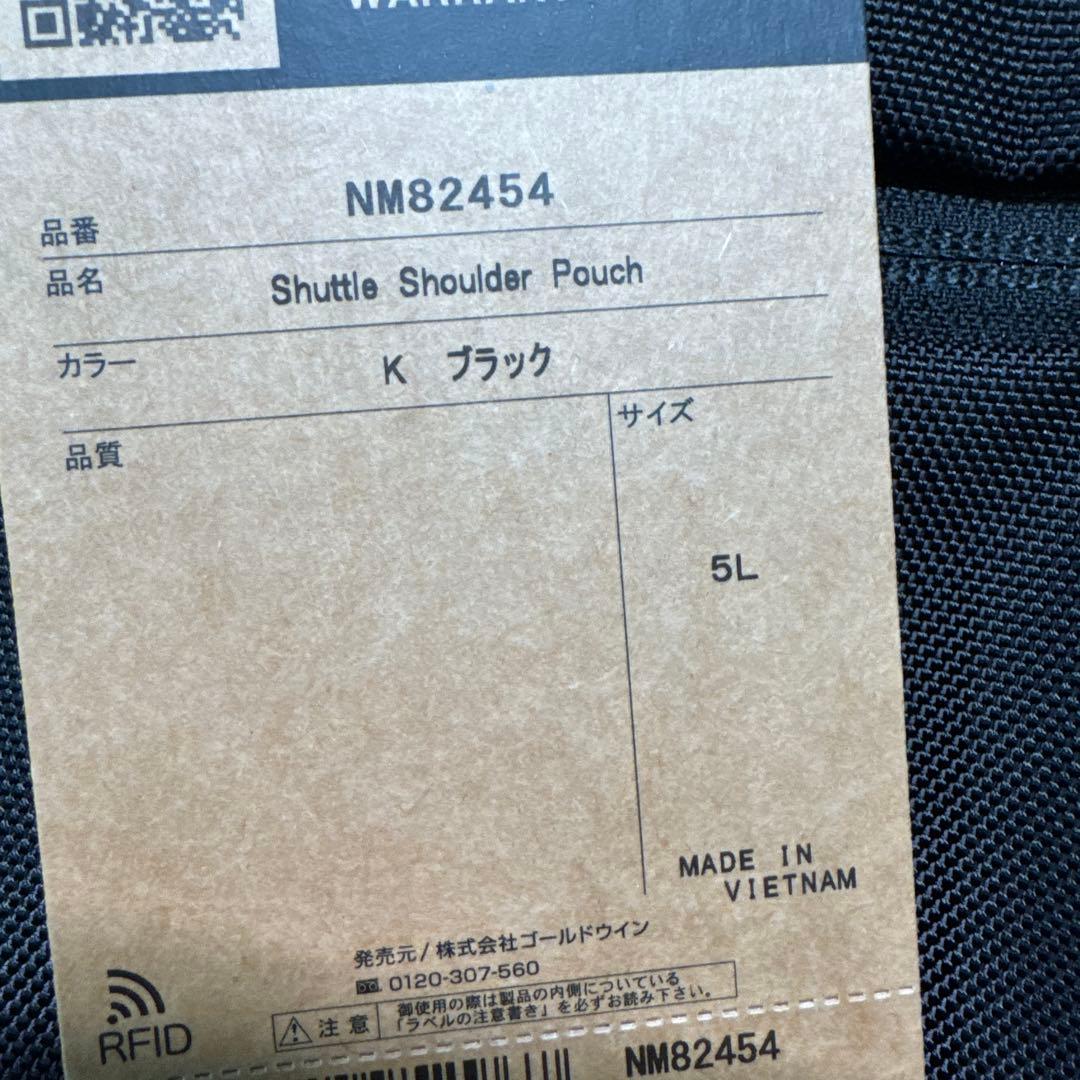 品番 NM82454
品名 Shuttle Shoulder Pouch
カラー K ブラック
品質
サイズ
5L
MADE IN
VIETNAM
発売元/株式会社ゴールドウイン
0120-307-560
注意
御使用の際は製品の内側についている
「ラベルの注意書き」を必ずお読み下さい。
RFID
NM82454